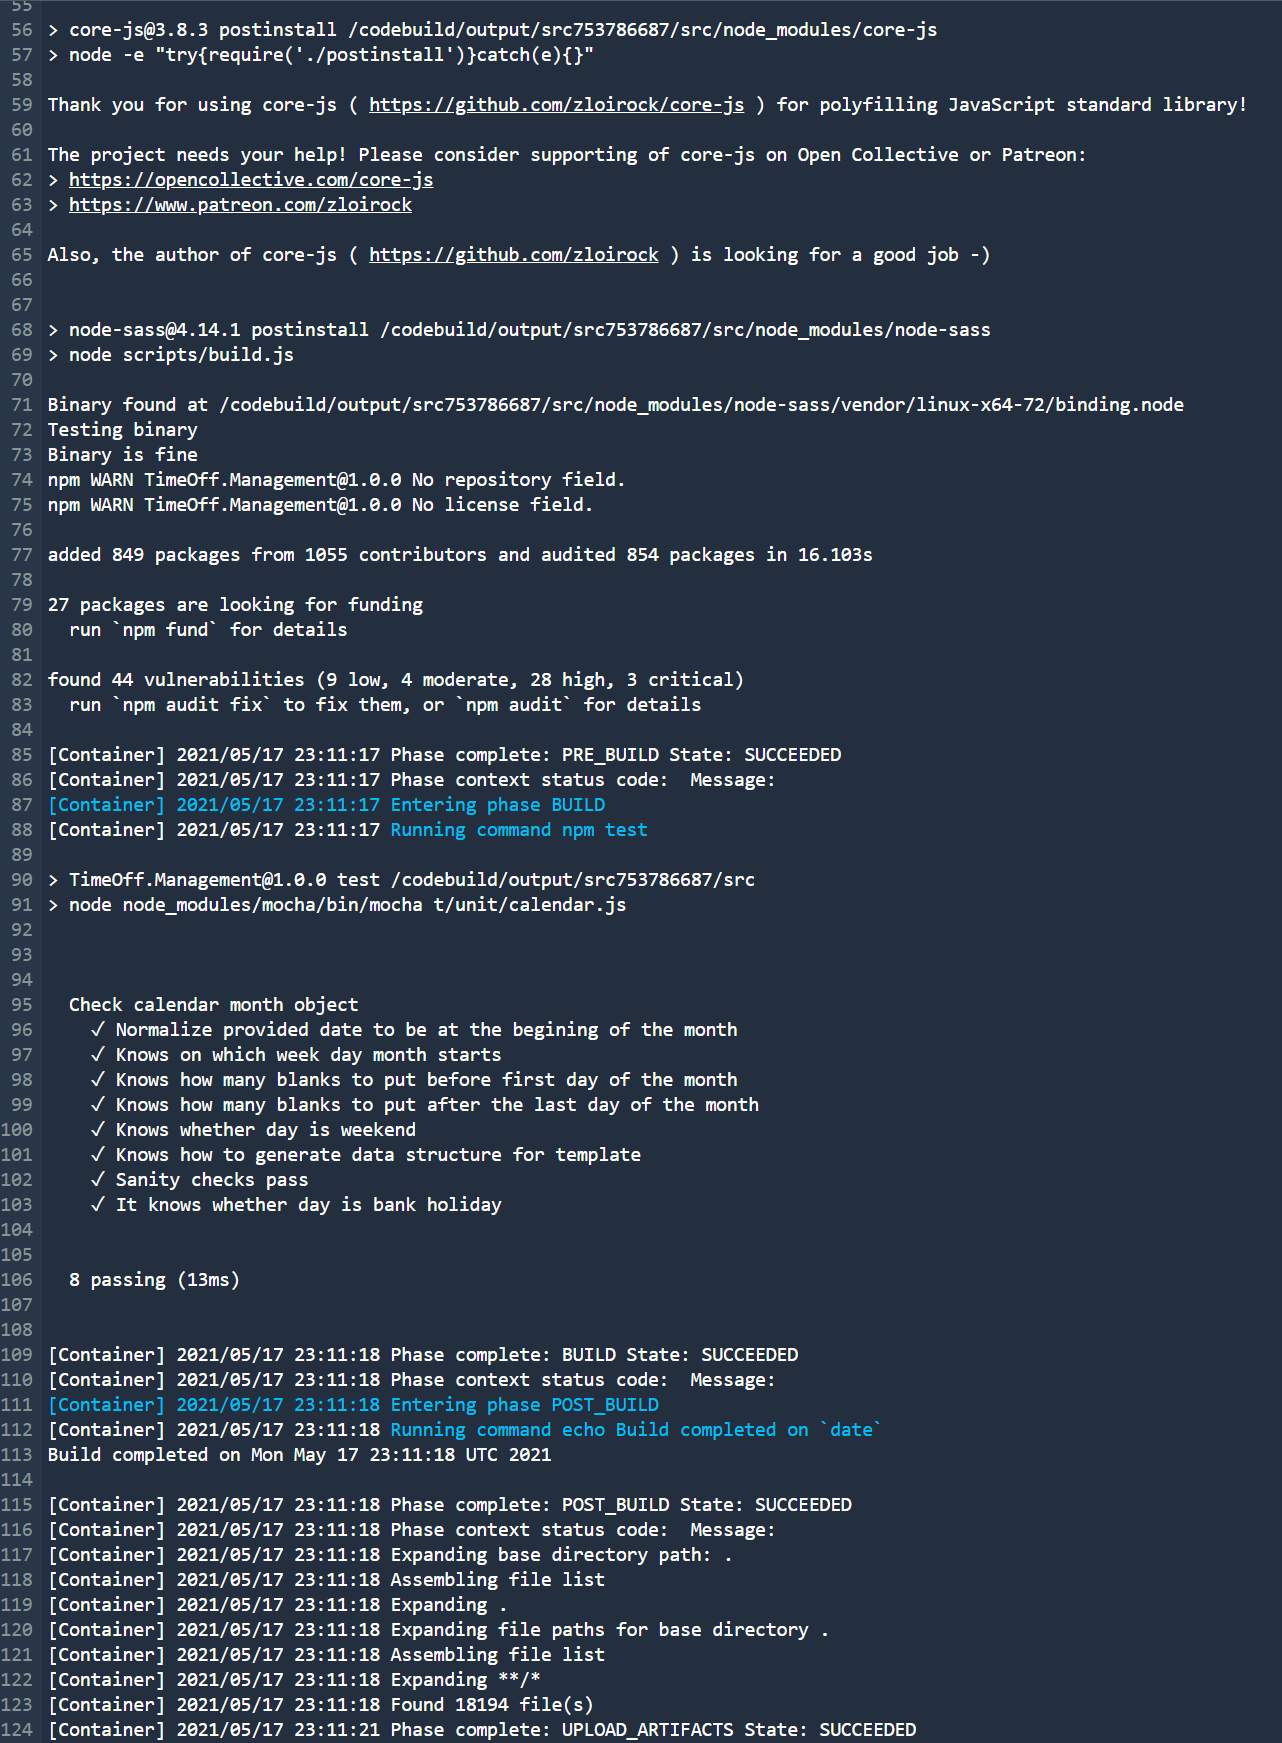 55
56 > core-js@3.8.3 postinstall /codebuild/output/src753786687/src/node_modules/core-js
57 > node -e "try{require('./postinstall')}catch(e){}"
58
59 Thank you for using core-js ( https://github.com/zloirock/core-js ) for polyfilling JavaScript standard library!
60
61 The project needs your help! Please consider supporting of core-js on Open Collective or Patreon:
62 > https://opencollective.com/core-js
63 > https://www.patreon.com/zloirock
64
65 Also, the author of core-js ( https://github.com/zloirock ) is looking for a good job -)
66
67
68 > node-sass@4.14.1 postinstall /codebuild/output/src753786687/src/node_modules/node-sass
69 > node scripts/build.js
70
71 Binary found at /codebuild/output/src753786687/src/node_modules/node-sass/vendor/linux-x64-72/binding.node
72 Testing binary
73 Binary is fine
74 npm WARN TimeOff.Management@1.0.0 No repository field.
75 npm WARN TimeOff.Management@1.0.0 No license field.
76
77 added 849 packages from 1055 contributors and audited 854 packages in 16.103s
78
79 27 packages are looking for funding
80 run `npm fund` for details
81
82 found 44 vulnerabilities (9 low, 4 moderate, 28 high, 3 critical)
83 run `npm audit fix` to fix them, or `npm audit` for details
84
85 [Container] 2021/05/17 23:11:17 Phase complete: PRE_BUILD State: SUCCEEDED
86 [Container] 2021/05/17 23:11:17 Phase context status code:  Message:
87 [Container] 2021/05/17 23:11:17 Entering phase BUILD
88 [Container] 2021/05/17 23:11:17 Running command npm test
89
90 > TimeOff.Management@1.0.0 test /codebuild/output/src753786687/src
91 > node node_modules/mocha/bin/mocha t/unit/calendar.js
92
93
94
95 Check calendar month object
96 ✓ Normalize provided date to be at the begining of the month
97 ✓ Knows on which week day month starts
98 ✓ Knows how many blanks to put before first day of the month
99 ✓ Knows how many blanks to put after the last day of the month
100 ✓ Knows whether day is weekend
101 ✓ Knows how to generate data structure for template
102 ✓ Sanity checks pass
103 ✓ It knows whether day is bank holiday
104
105
106 8 passing (13ms)
107
108
109 [Container] 2021/05/17 23:11:18 Phase complete: BUILD State: SUCCEEDED
110 [Container] 2021/05/17 23:11:18 Phase context status code:  Message:
111 [Container] 2021/05/17 23:11:18 Entering phase POST_BUILD
112 [Container] 2021/05/17 23:11:18 Running command echo Build completed on `date`
113 Build completed on Mon May 17 23:11:18 UTC 2021
114
115 [Container] 2021/05/17 23:11:18 Phase complete: POST_BUILD State: SUCCEEDED
116 [Container] 2021/05/17 23:11:18 Phase context status code:  Message:
117 [Container] 2021/05/17 23:11:18 Expanding base directory path: .
118 [Container] 2021/05/17 23:11:18 Assembling file list
119 [Container] 2021/05/17 23:11:18 Expanding .
120 [Container] 2021/05/17 23:11:18 Expanding file paths for base directory .
121 [Container] 2021/05/17 23:11:18 Assembling file list
122 [Container] 2021/05/17 23:11:18 Expanding **/*
123 [Container] 2021/05/17 23:11:18 Found 18194 file(s)
124 [Container] 2021/05/17 23:11:21 Phase complete: UPLOAD_ARTIFACTS State: SUCCEEDED